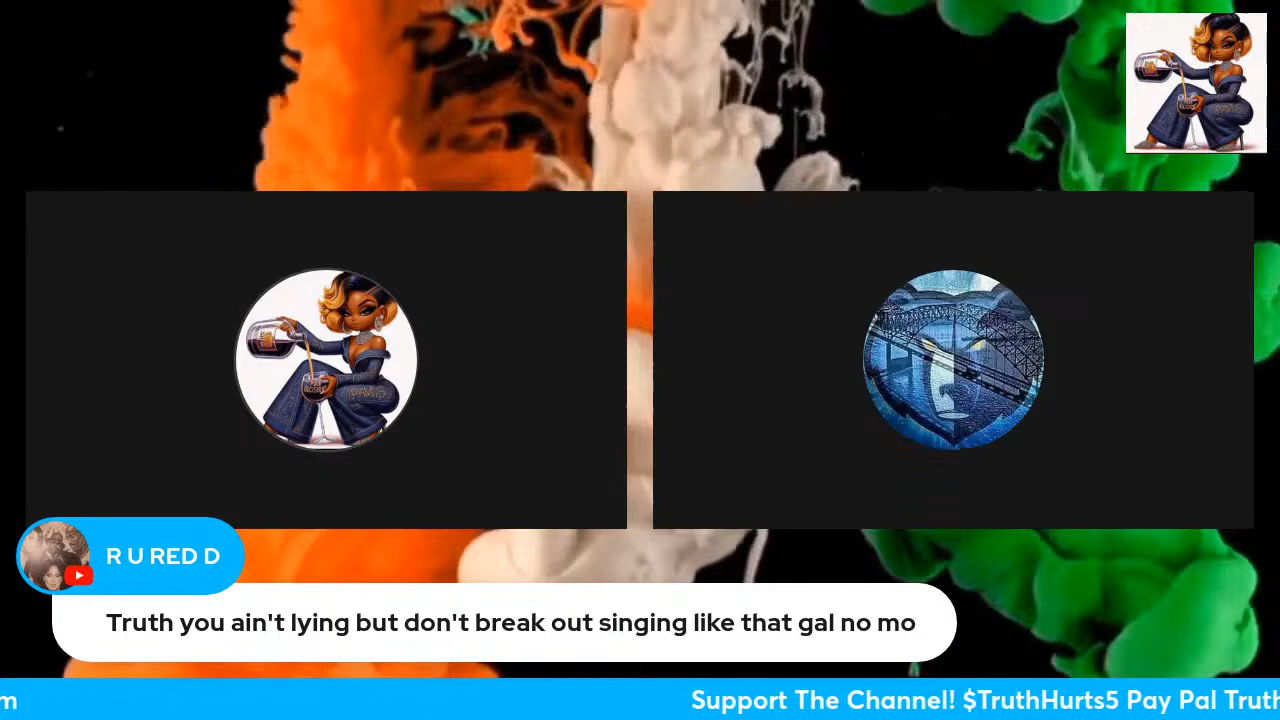 R U RED D
Truth you ain't lying but don't break out singing like that gal no mo
m Support The Channel! $TruthHurts5 Pay Pal Truth